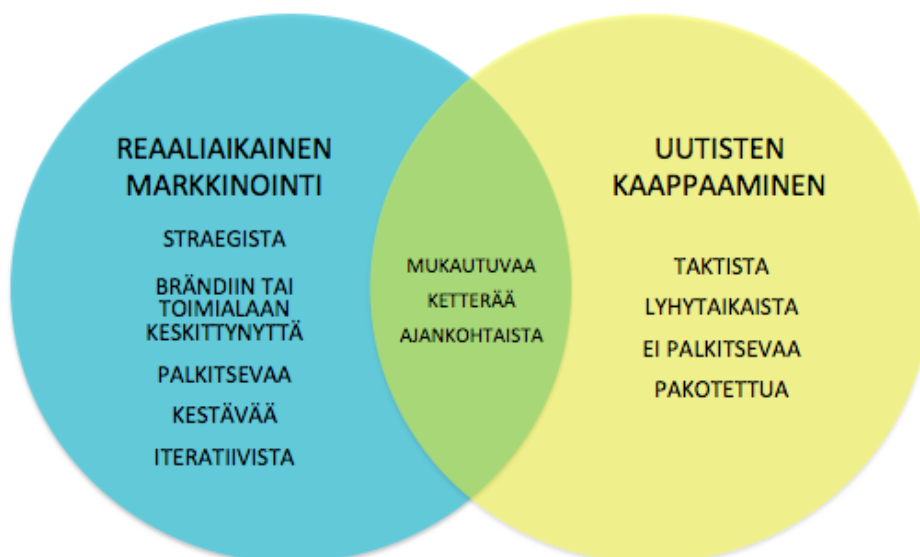 REAALIAIKAINEN
MARKKINOINTI
STRAEGISTA
BRÄNDIIN TAI
TOIMIALAAN
KESKITTYNYTTÄ
PALKITSEVAA
KESTÄVÄÄ
ITERATIIVISTA
MUKAUTUVAA
KETTERÄÄ
AJANKOHTAISTA
UUTISTEN
KAAPPAAMINEN
TAKTISTA
LYHYTAIKAISTA
EI PALKITSEVAA
PAKOTETTUA